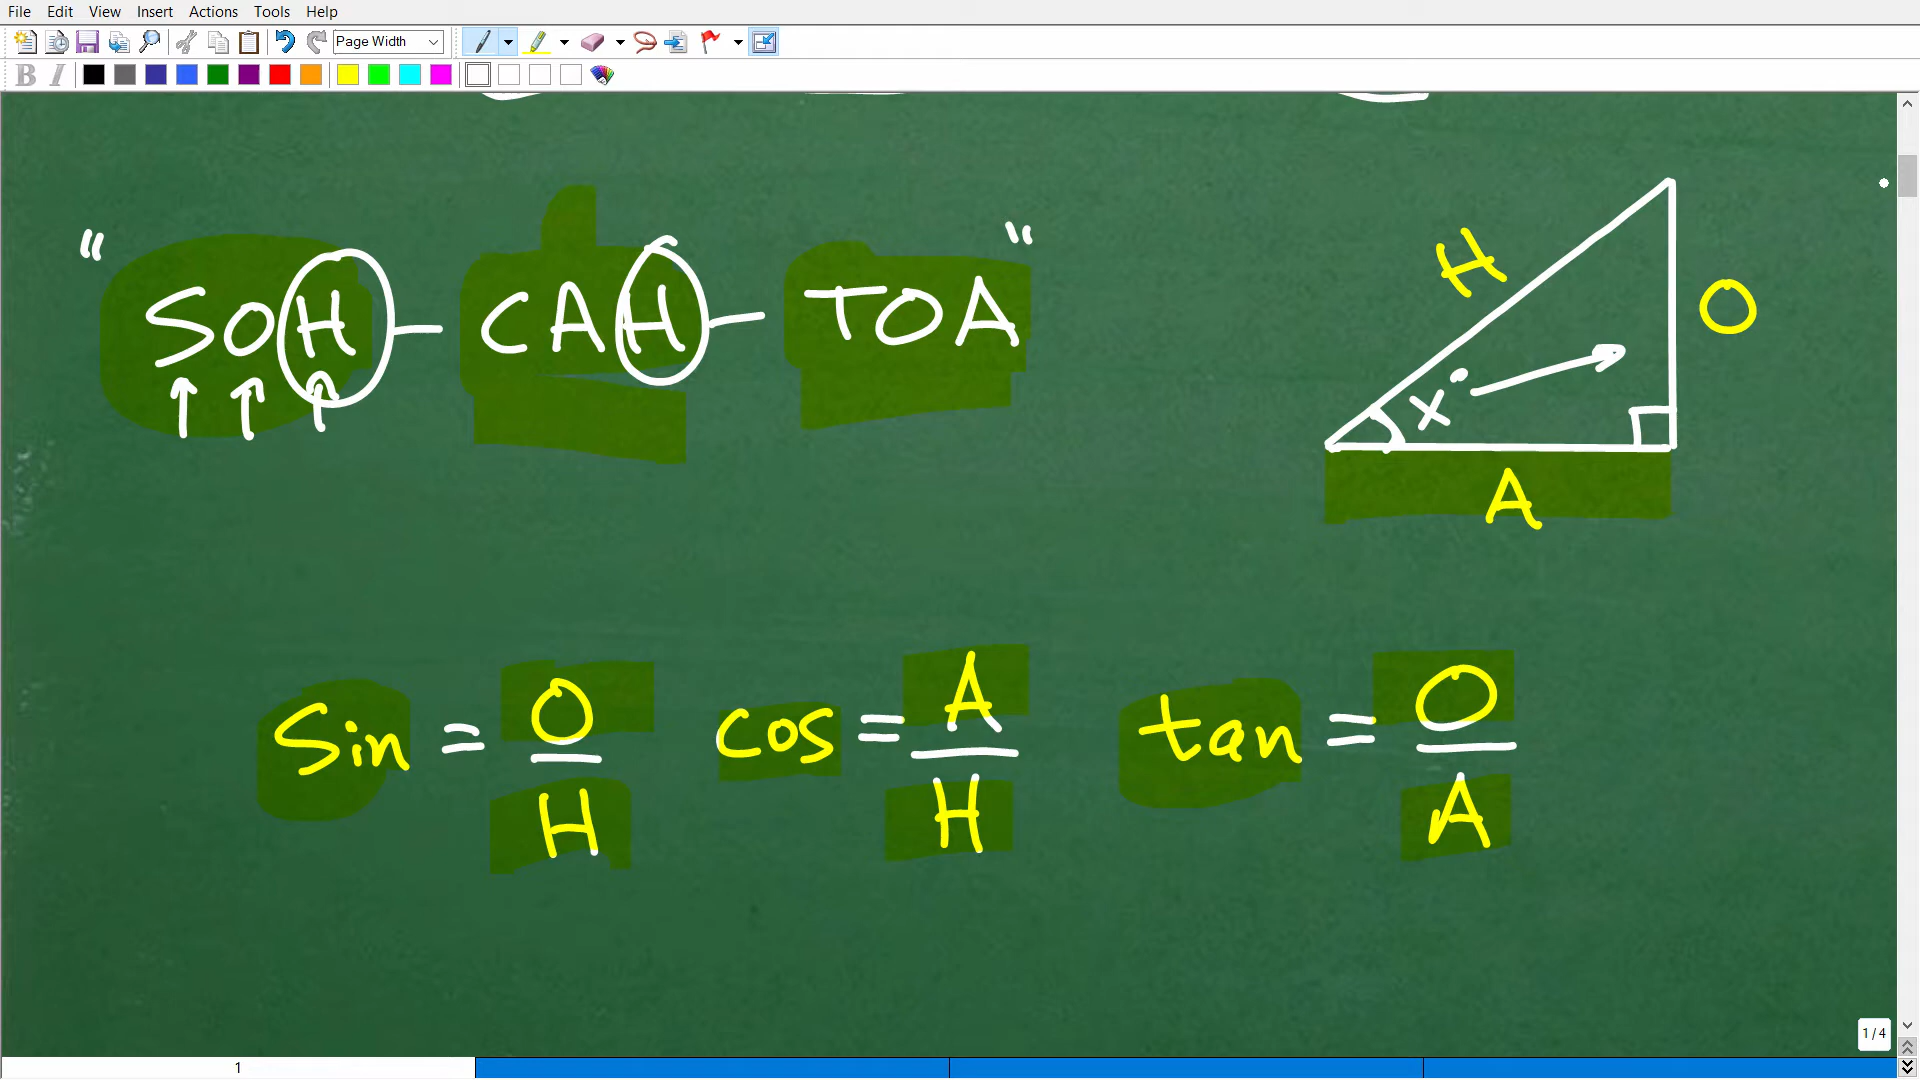 File Edit View Insert Actions Tools Help
Page Width
B I
" SOH - CAH - TOA "
H
O
x°
A
Sin = O/H cos = A/H tan = O/A
1 / 4
1